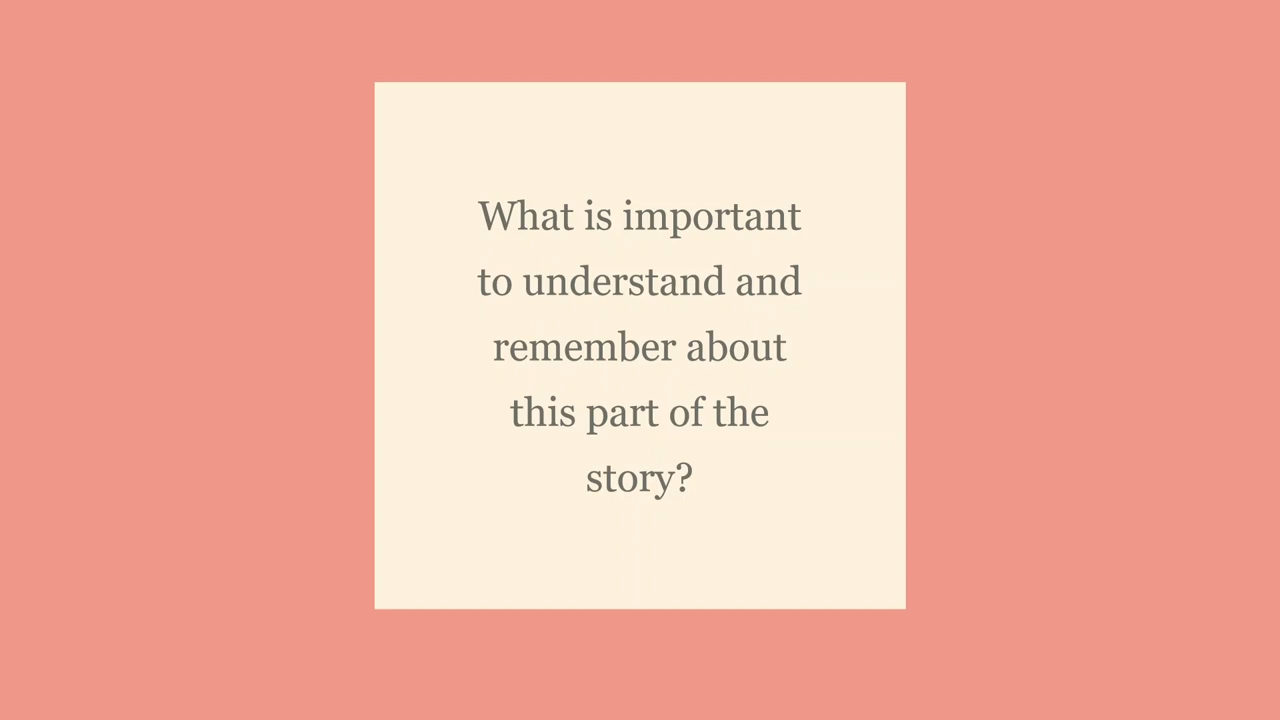 What is important
to understand and
remember about
this part of the
story?